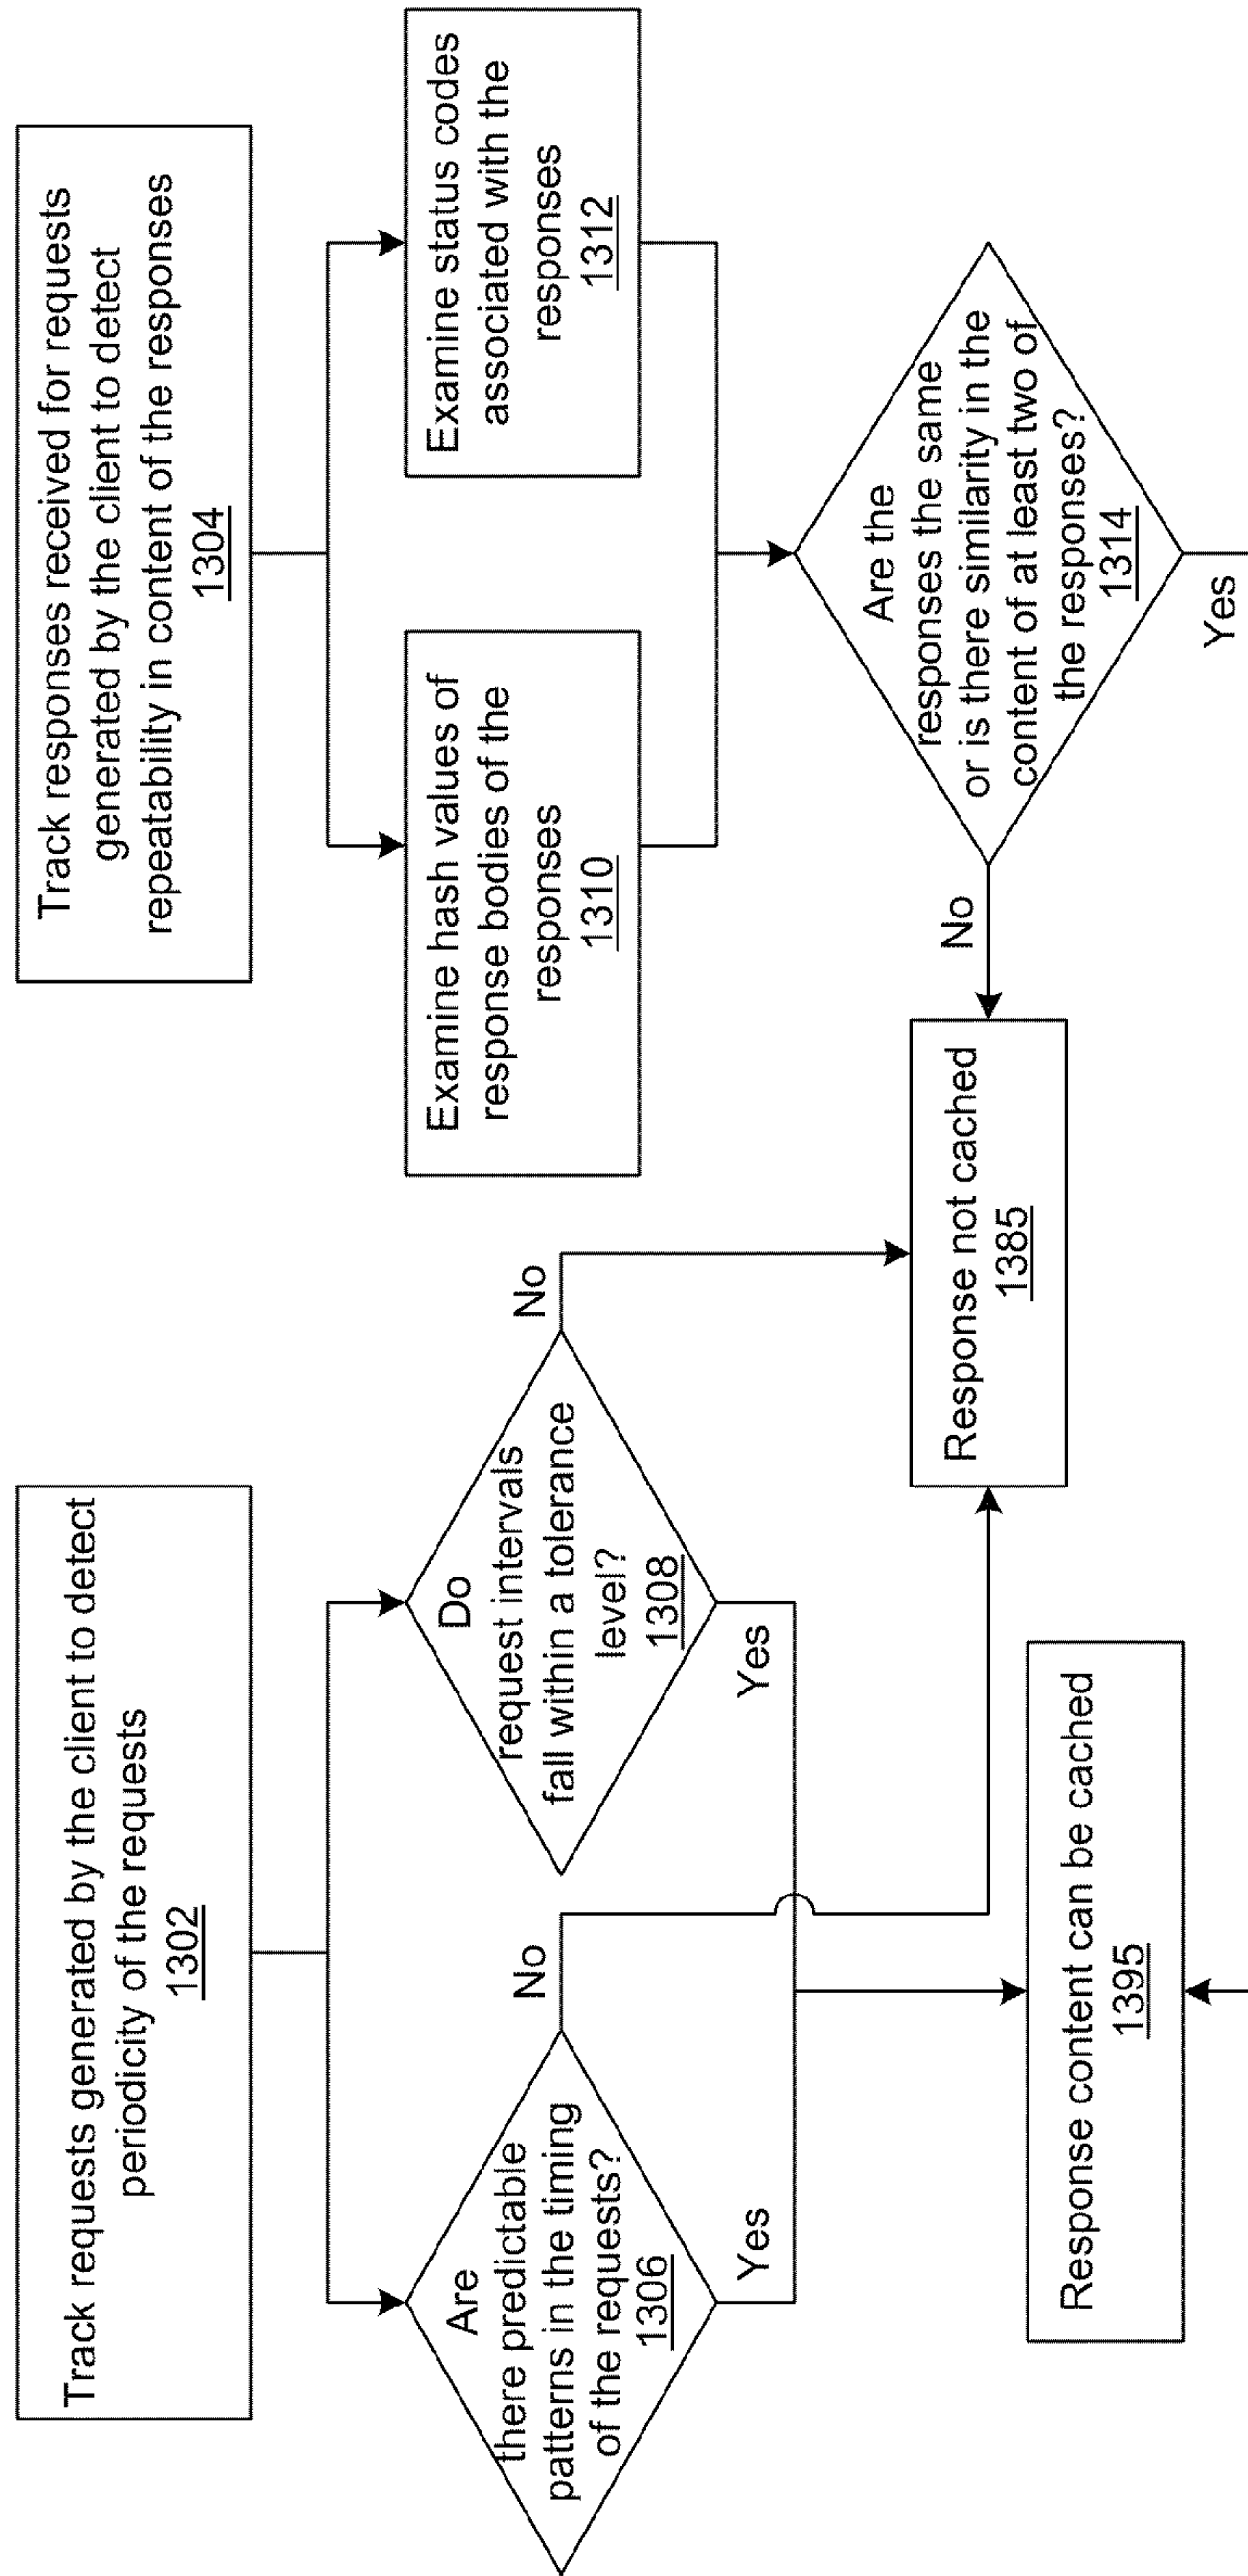 Track requests generated by the client to detect
periodicity of the requests
1302
Track responses received for requests
generated by the client to detect
repeatability in content of the responses
1304
Are
there predictable
patterns in the timing
of the requests?
1306
No
Yes
Do
request intervals
fall within a tolerance
level?
1308
No
Yes
Examine hash values of
response bodies of the
responses
1310
Examine status codes
associated with the
responses
1312
Are the
responses the same
or is there similarity in the
content of at least two of
the responses?
1314
No
Yes
Response not cached
1385
Response content can be cached
1395